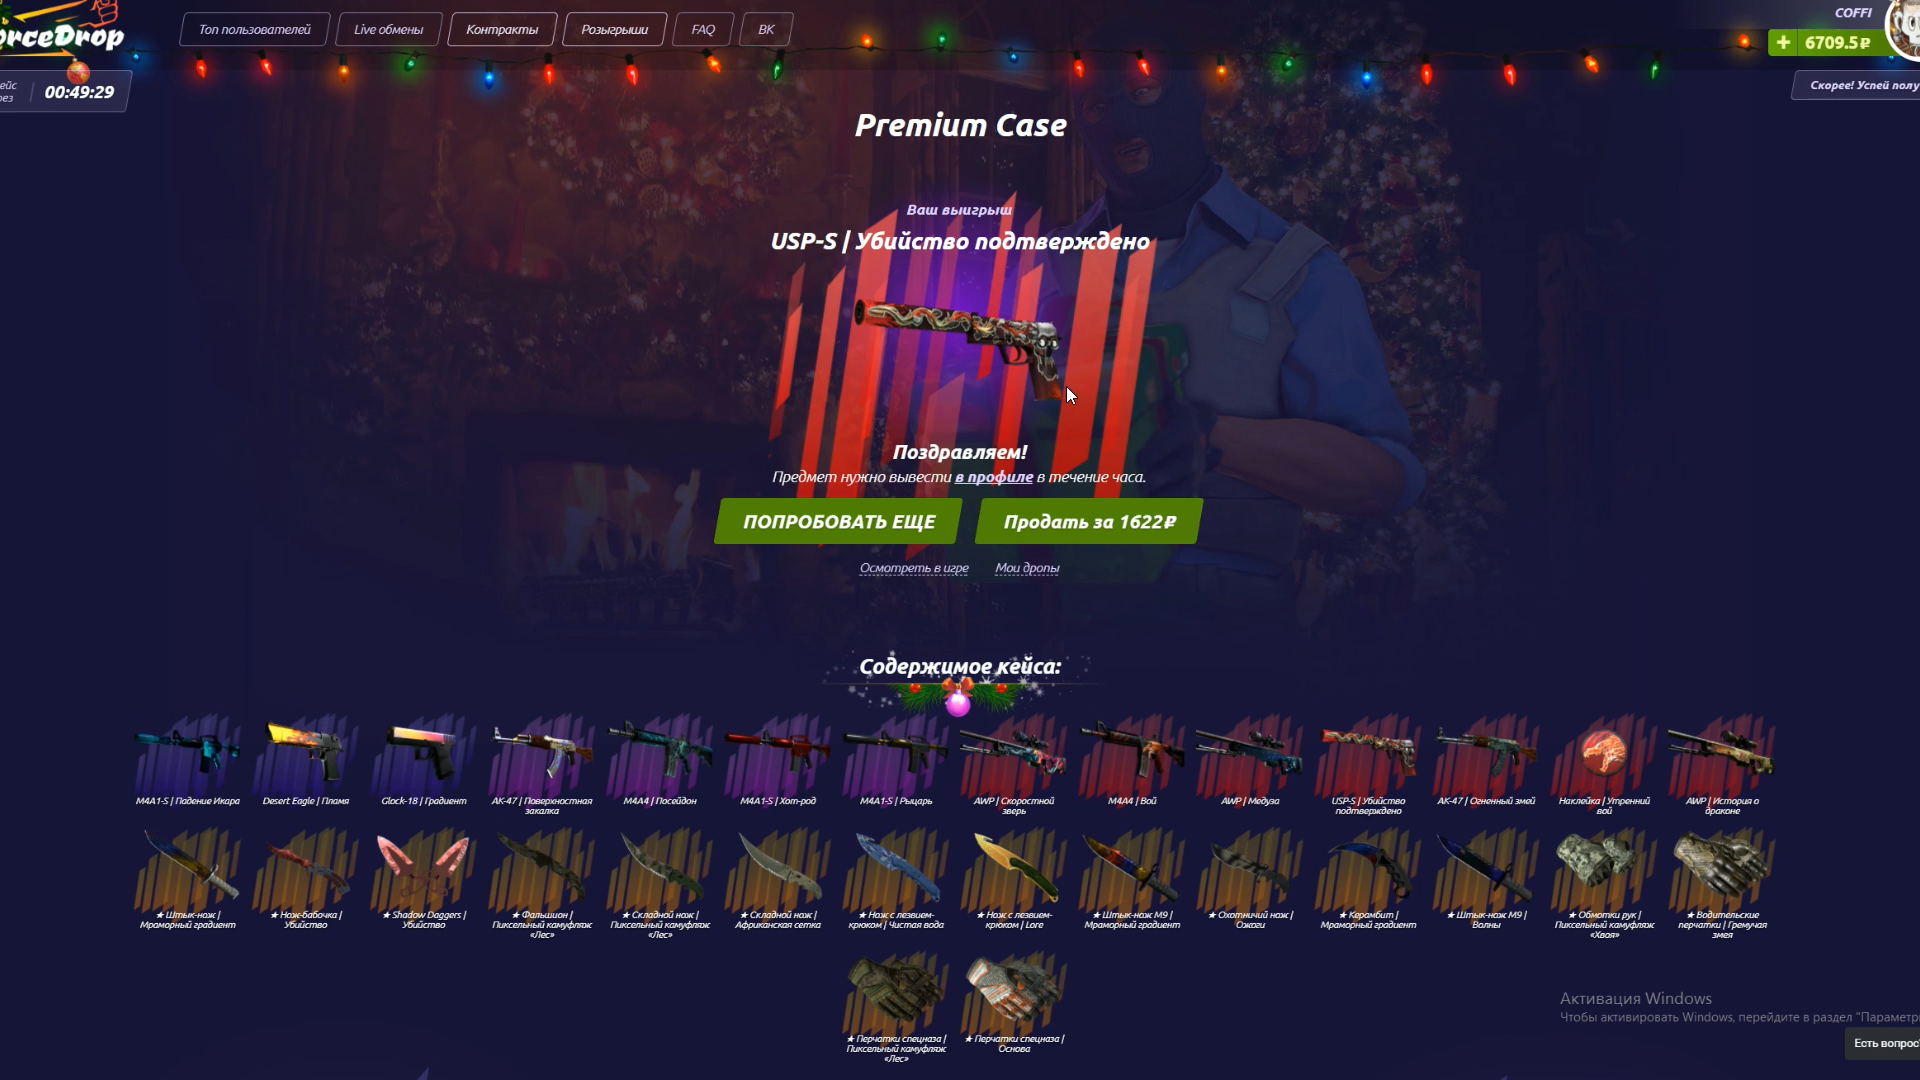 orceDrop
Топ пользователей
Live обмены
Контракты
Розыгрыши
FAQ
ВК
COFFI
+ 6709.5₽
ейс
рез
00:49:29
Скорее! Успей полу
Premium Case
Ваш выигрыш
USP-S | Убийство подтверждено
Поздравляем!
Предмет нужно вывести в профиле в течение часа.
ПОПРОБОВАТЬ ЕЩЕ
Продать за 1622₽
Осмотреть в игре
Мои дропы
Содержимое кейса:
M4A1-S | Падение Икара
Desert Eagle | Пламя
Glock-18 | Градиент
AK-47 | Поверхностная
закалка
M4A4 | Посейдон
M4A1-S | Хот-род
M4A1-S | Рыцарь
AWP | Скоростной
зверь
M4A4 | Вой
AWP | Медуза
USP-S | Убийство
подтверждено
AK-47 | Огненный змей
Наклейка | Утренний
вой
AWP | История о
драконе
★ Штык-нож |
Мраморный градиент
★ Нож-бабочка |
Убийство
★ Shadow Daggers |
Убийство
★ Фальшион |
Пиксельный камуфляж
«Лес»
★ Складной нож |
Пиксельный камуфляж
«Лес»
★ Складной нож |
Африканская сетка
★ Нож с лезвием-
крюком | Чистая вода
★ Нож с лезвием-
крюком | Lore
★ Штык-нож M9 |
Мраморный градиент
★ Охотничий нож |
Ожоги
★ Керамбит |
Мраморный градиент
★ Штык-нож M9 |
Волны
★ Обмотки рук |
Пиксельный камуфляж
«Хвоя»
★ Водительские
перчатки | Гремучая
змея
★ Перчатки спецназа |
Пиксельный камуфляж
«Лес»
★ Перчатки спецназа |
Основа
Активация Windows
Чтобы активировать Windows, перейдите в раздел "Параметр
Есть вопрос